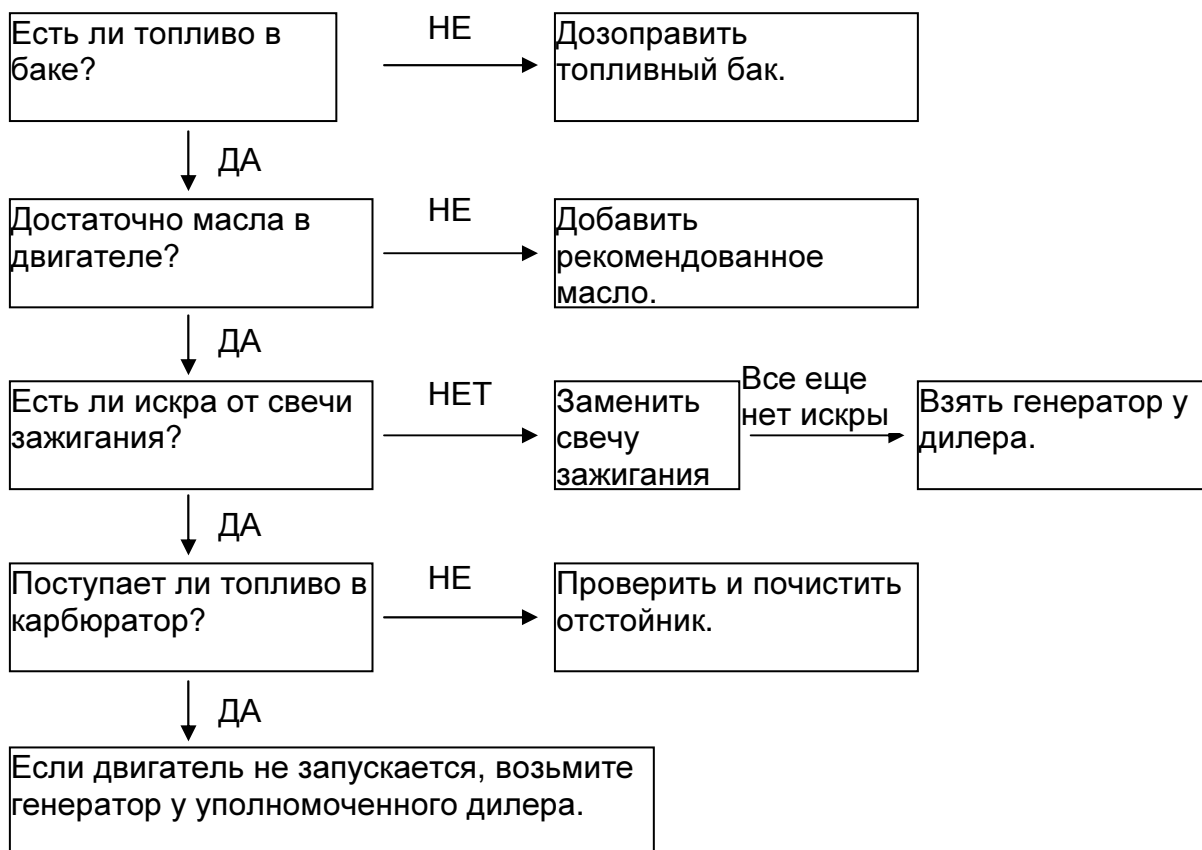 Есть ли топливо в
баке?
НЕ
Дозоправить
топливный бак.
ДА
Достаточно масла в
двигателе?
НЕ
Добавить
рекомендованное
масло.
ДА
Есть ли искра от свечи
зажигания?
НЕТ
Заменить
свечу
зажигания
Все еще
нет искры
Взять генератор у
дилера.
ДА
Поступает ли топливо в
карбюратор?
НЕ
Проверить и почистить
отстойник.
ДА
Если двигатель не запускается, возьмите
генератор у уполномоченного дилера.